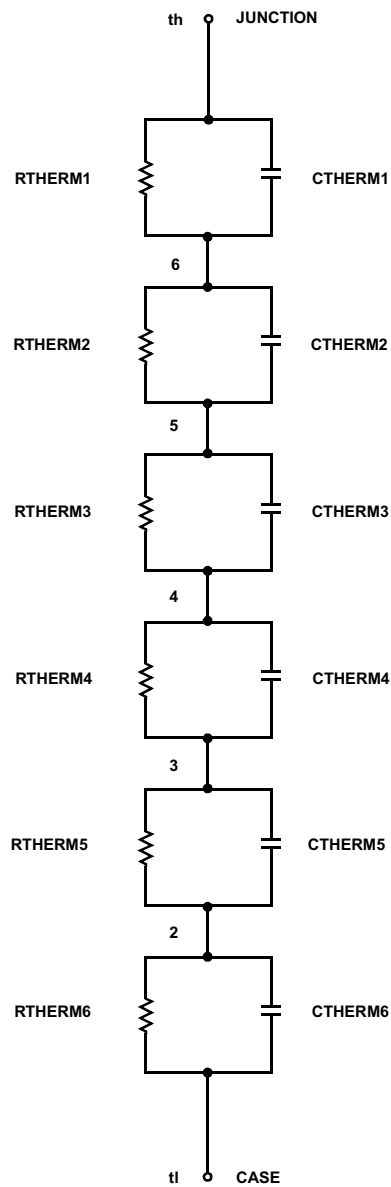 th JUNCTION
RTHERM1 CTHERM1
6
RTHERM2 CTHERM2
5
RTHERM3 CTHERM3
4
RTHERM4 CTHERM4
3
RTHERM5 CTHERM5
2
RTHERM6 CTHERM6
tl CASE